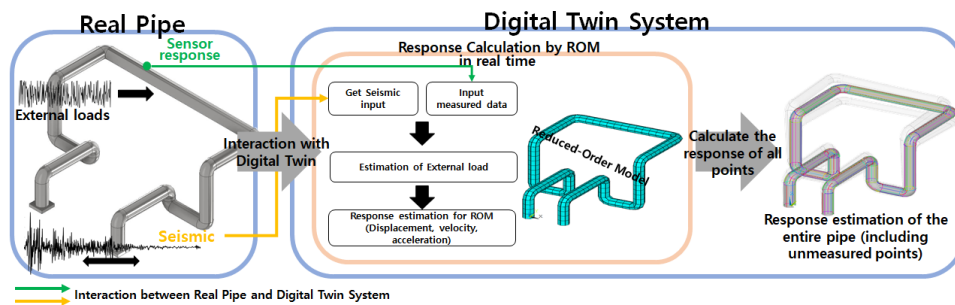 Real Pipe
Digital Twin System
Sensor
response
External loads
Seismic
Interaction with
Digital Twin
Response Calculation by ROM
in real time
Get Seismic
input
Input
measured data
Estimation of External load
Response estimation for ROM
(Displacement, velocity,
acceleration)
Reduced-Order Model
Calculate the
response of all
points
Response estimation of the
entire pipe (including
unmeasured points)
Interaction between Real Pipe and Digital Twin System